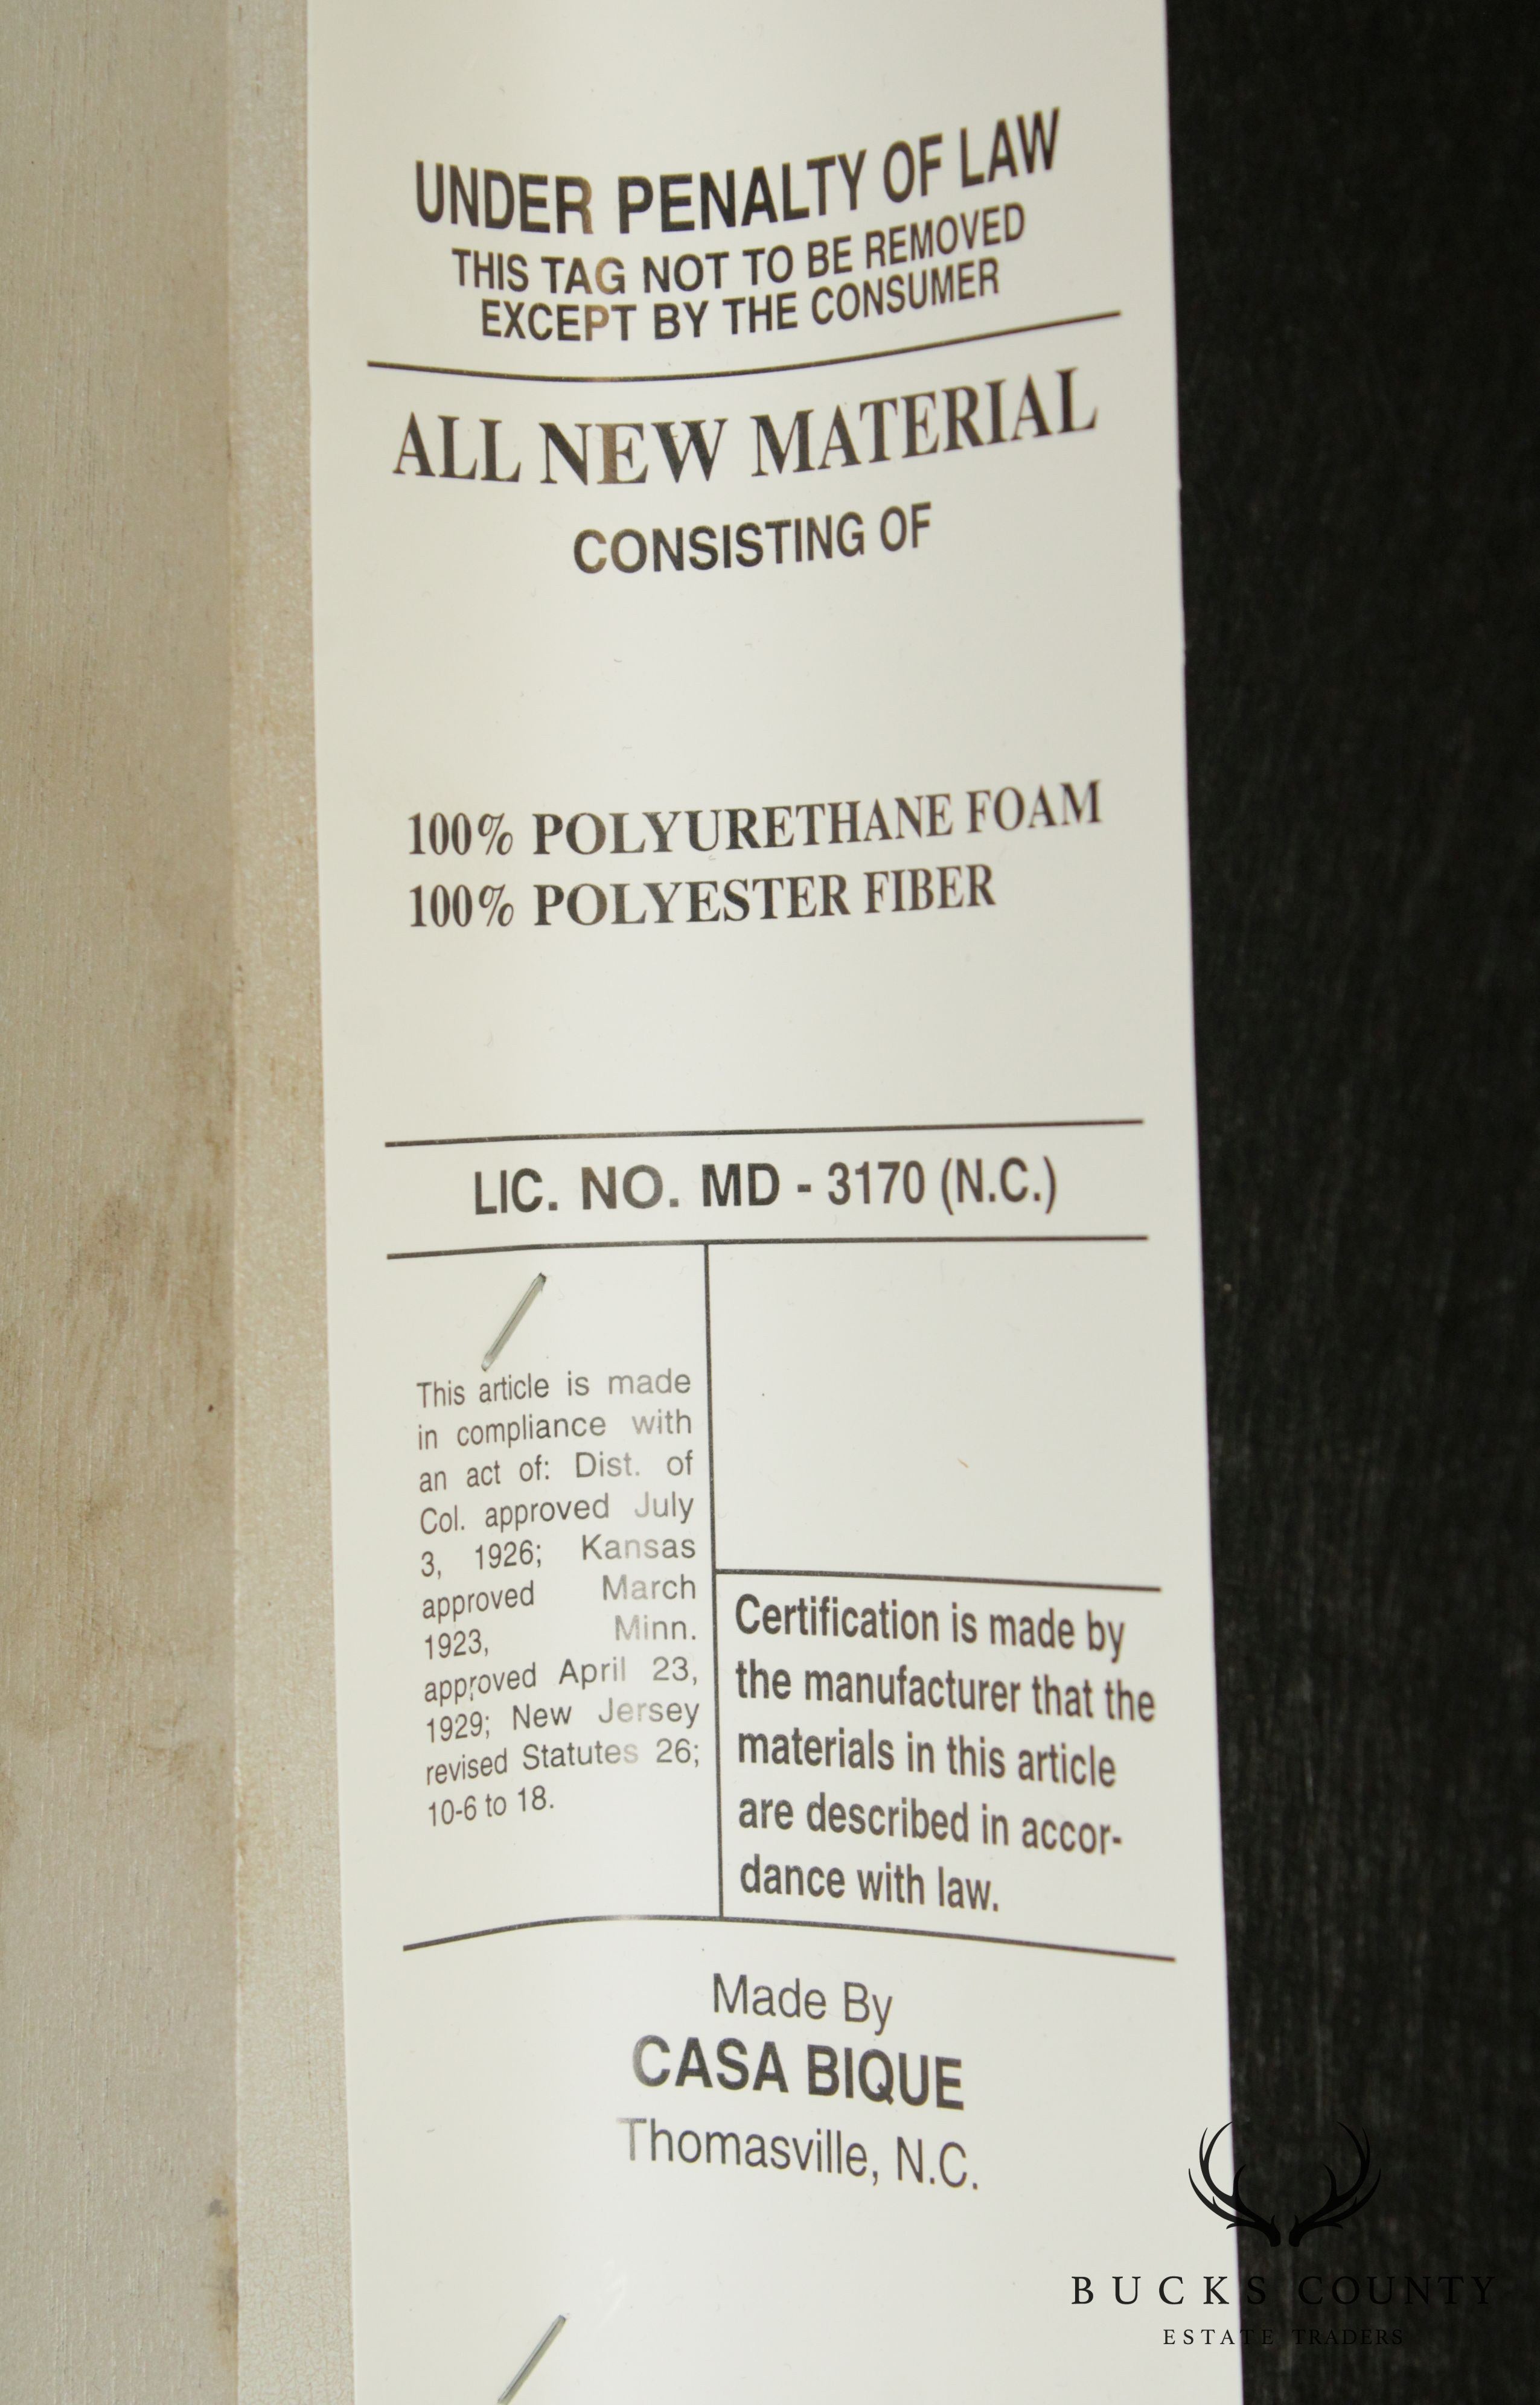 UNDER PENALTY OF LAW
THIS TAG NOT TO BE REMOVED
EXCEPT BY THE CONSUMER
ALL NEW MATERIAL
CONSISTING OF
100% POLYURETHANE FOAM
100% POLYESTER FIBER
LIC. NO. MD - 3170 (N.C.)
This article is made
in compliance with
an act of: Dist. of
Col. approved July
3, 1926; Kansas
approved March
1923, Minn.
approved April 23,
1929; New Jersey
revised Statutes 26;
10-6 to 18.
Certification is made by
the manufacturer that the
materials in this article
are described in accor-
dance with law.
Made By
CASA BIQUE
Thomasville, N.C.
BUCKS COUNTY
ESTATE TRADERS